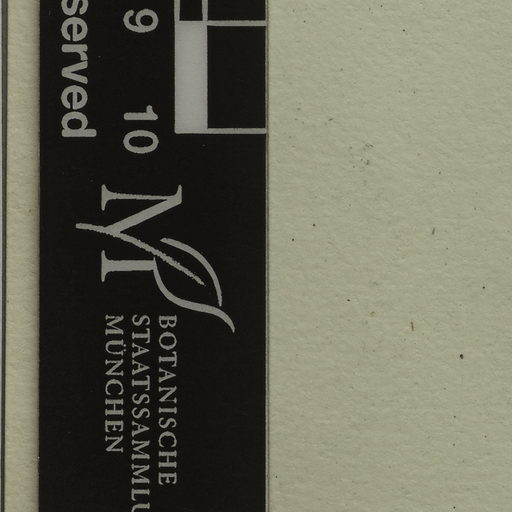 served
9 10
M
BOTANISCHE
STAATSSAMMLU
MÜNCHEN